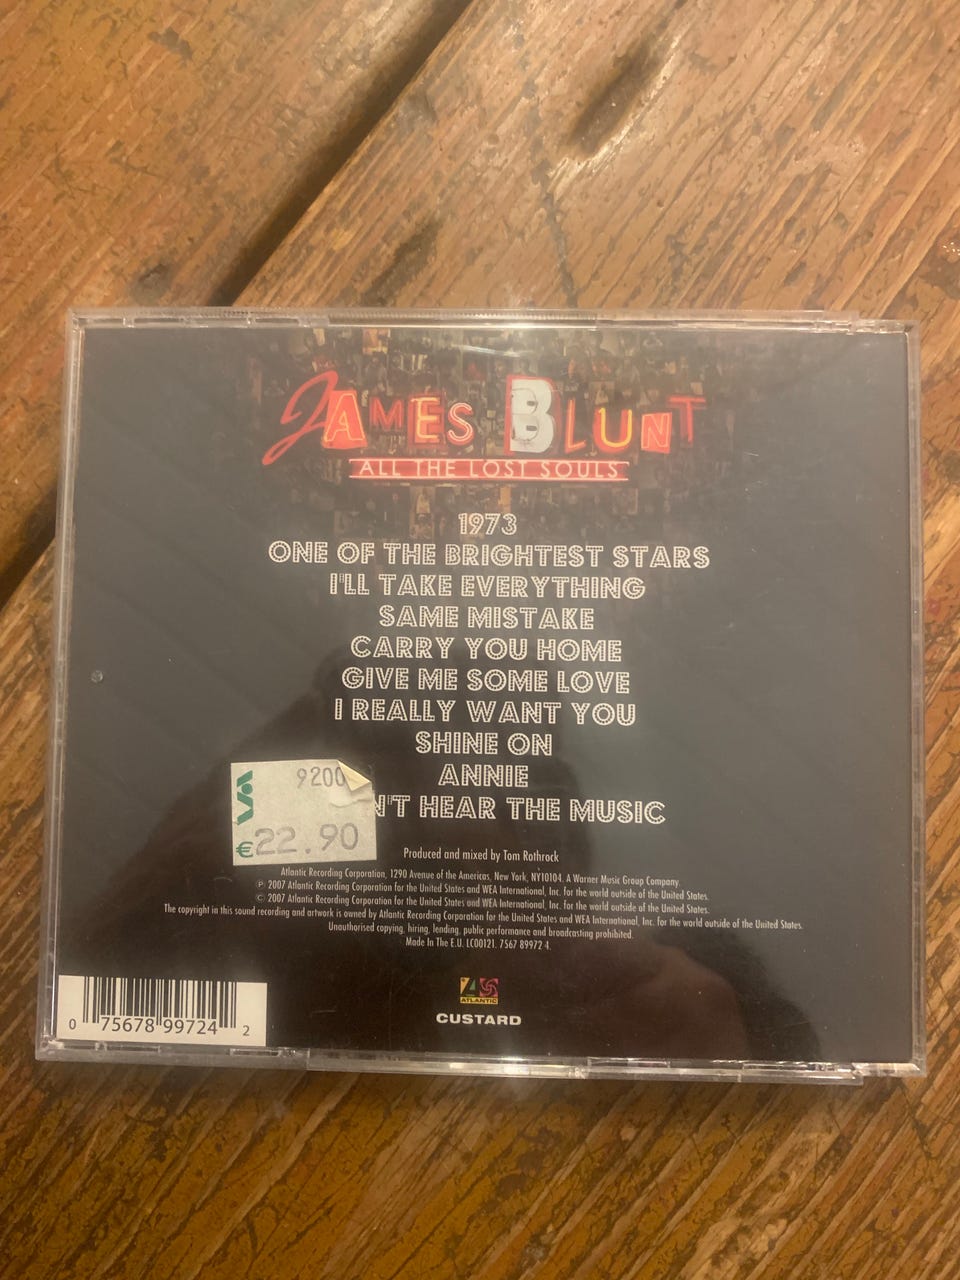 JAMES BLUNT
ALL THE LOST SOULS
1973
ONE OF THE BRIGHTEST STARS
I'LL TAKE EVERYTHING
SAME MISTAKE
CARRY YOU HOME
GIVE ME SOME LOVE
I REALLY WANT YOU
SHINE ON
ANNIE
N'T HEAR THE MUSIC
9200
€22.90
Produced and mixed by Tom Rothrock
Atlantic Recording Corporation, 1290 Avenue of the Americas, New York, NY10104. A Warner Music Group Company.
℗ 2007 Atlantic Recording Corporation for the United States and WEA International, Inc. for the world outside of the United States.
© 2007 Atlantic Recording Corporation for the United States and WEA International, Inc. for the world outside of the United States.
The copyright in this sound recording and artwork is owned by Atlantic Recording Corporation for the United States and WEA International, Inc. for the world outside of the United States.
Unauthorised copying, hiring, lending, public performance and broadcasting prohibited.
Made In The E.U. LC00121. 7567 89972 4.
ATLANTIC
CUSTARD
0 75678 99724 2